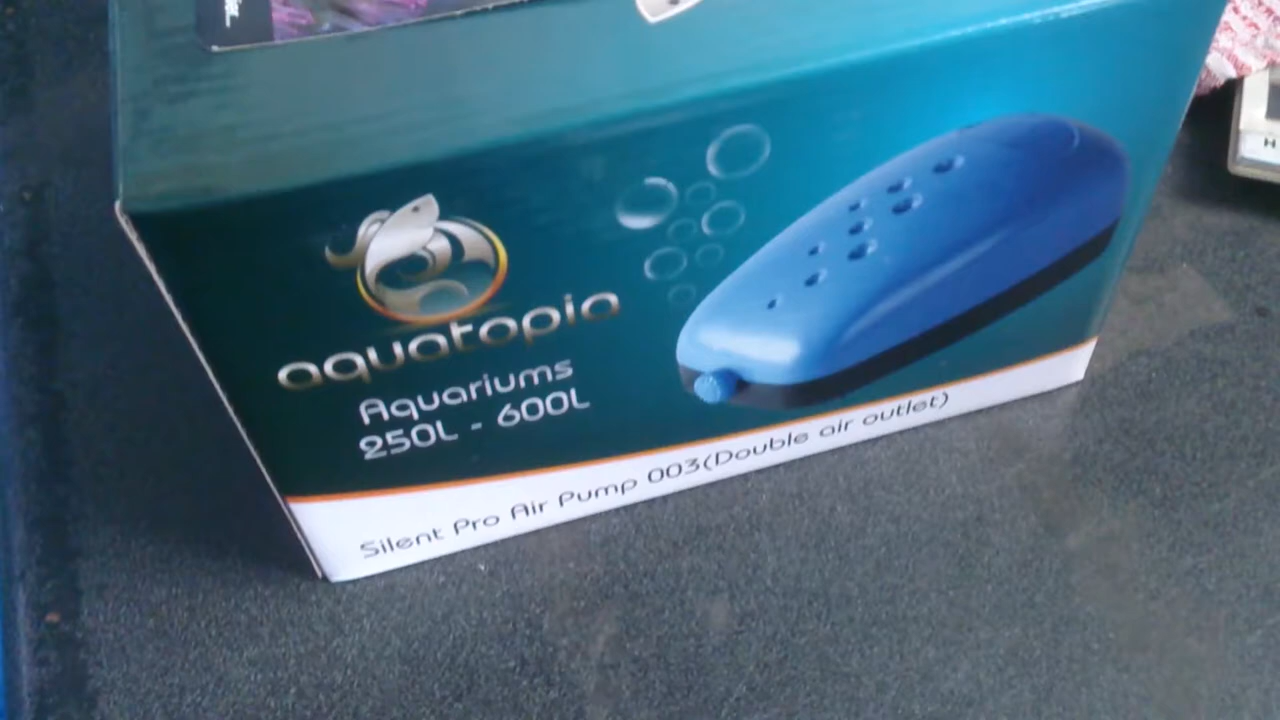 aquatopia
Aquariums
250L - 600L
Silent Pro Air Pump 003(Double air outlet)
H